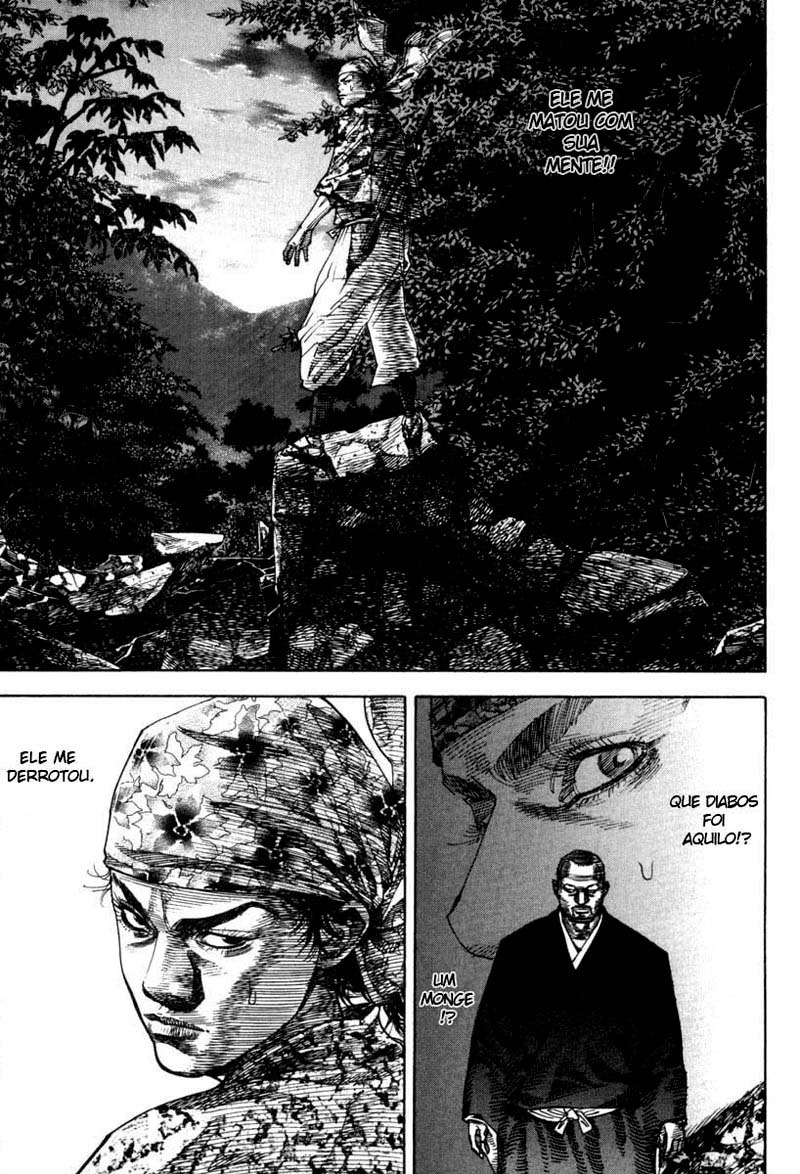 ELE ME
MATOU COM
SUA
MENTE!!
QUE DIABOS
FOI
AQUILO!?
UM
MONGE
!?
ELE ME
DERROTOU.